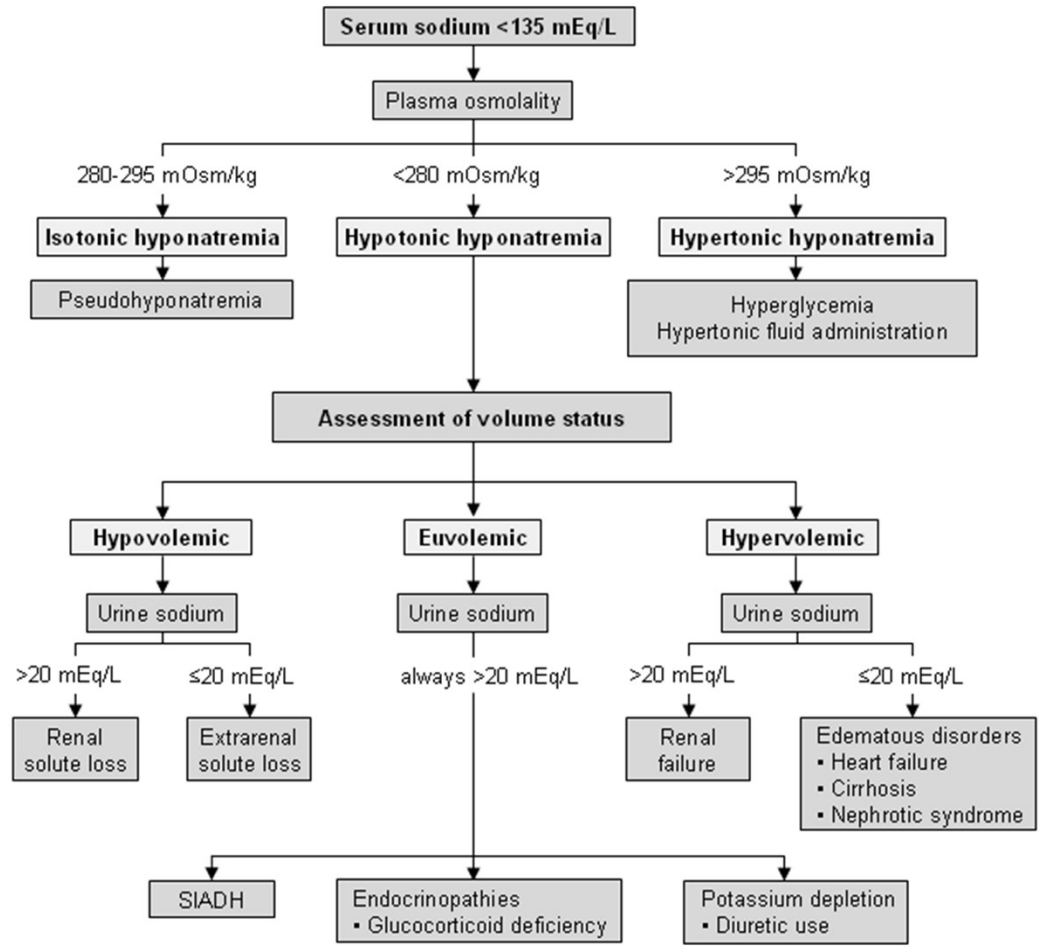 Serum sodium <135 mEq/L
Plasma osmolality
280-295 mOsm/kg
<280 mOsm/kg
>295 mOsm/kg
Isotonic hyponatremia
Hypotonic hyponatremia
Hypertonic hyponatremia
Pseudohyponatremia
Hyperglycemia
Hypertonic fluid administration
Assessment of volume status
Hypovolemic
Euvolemic
Hypervolemic
Urine sodium
Urine sodium
Urine sodium
>20 mEq/L
≤20 mEq/L
always >20 mEq/L
>20 mEq/L
≤20 mEq/L
Renal
solute loss
Extrarenal
solute loss
Renal
failure
Edematous disorders
▪ Heart failure
▪ Cirrhosis
▪ Nephrotic syndrome
SIADH
Endocrinopathies
▪ Glucocorticoid deficiency
Potassium depletion
▪ Diuretic use